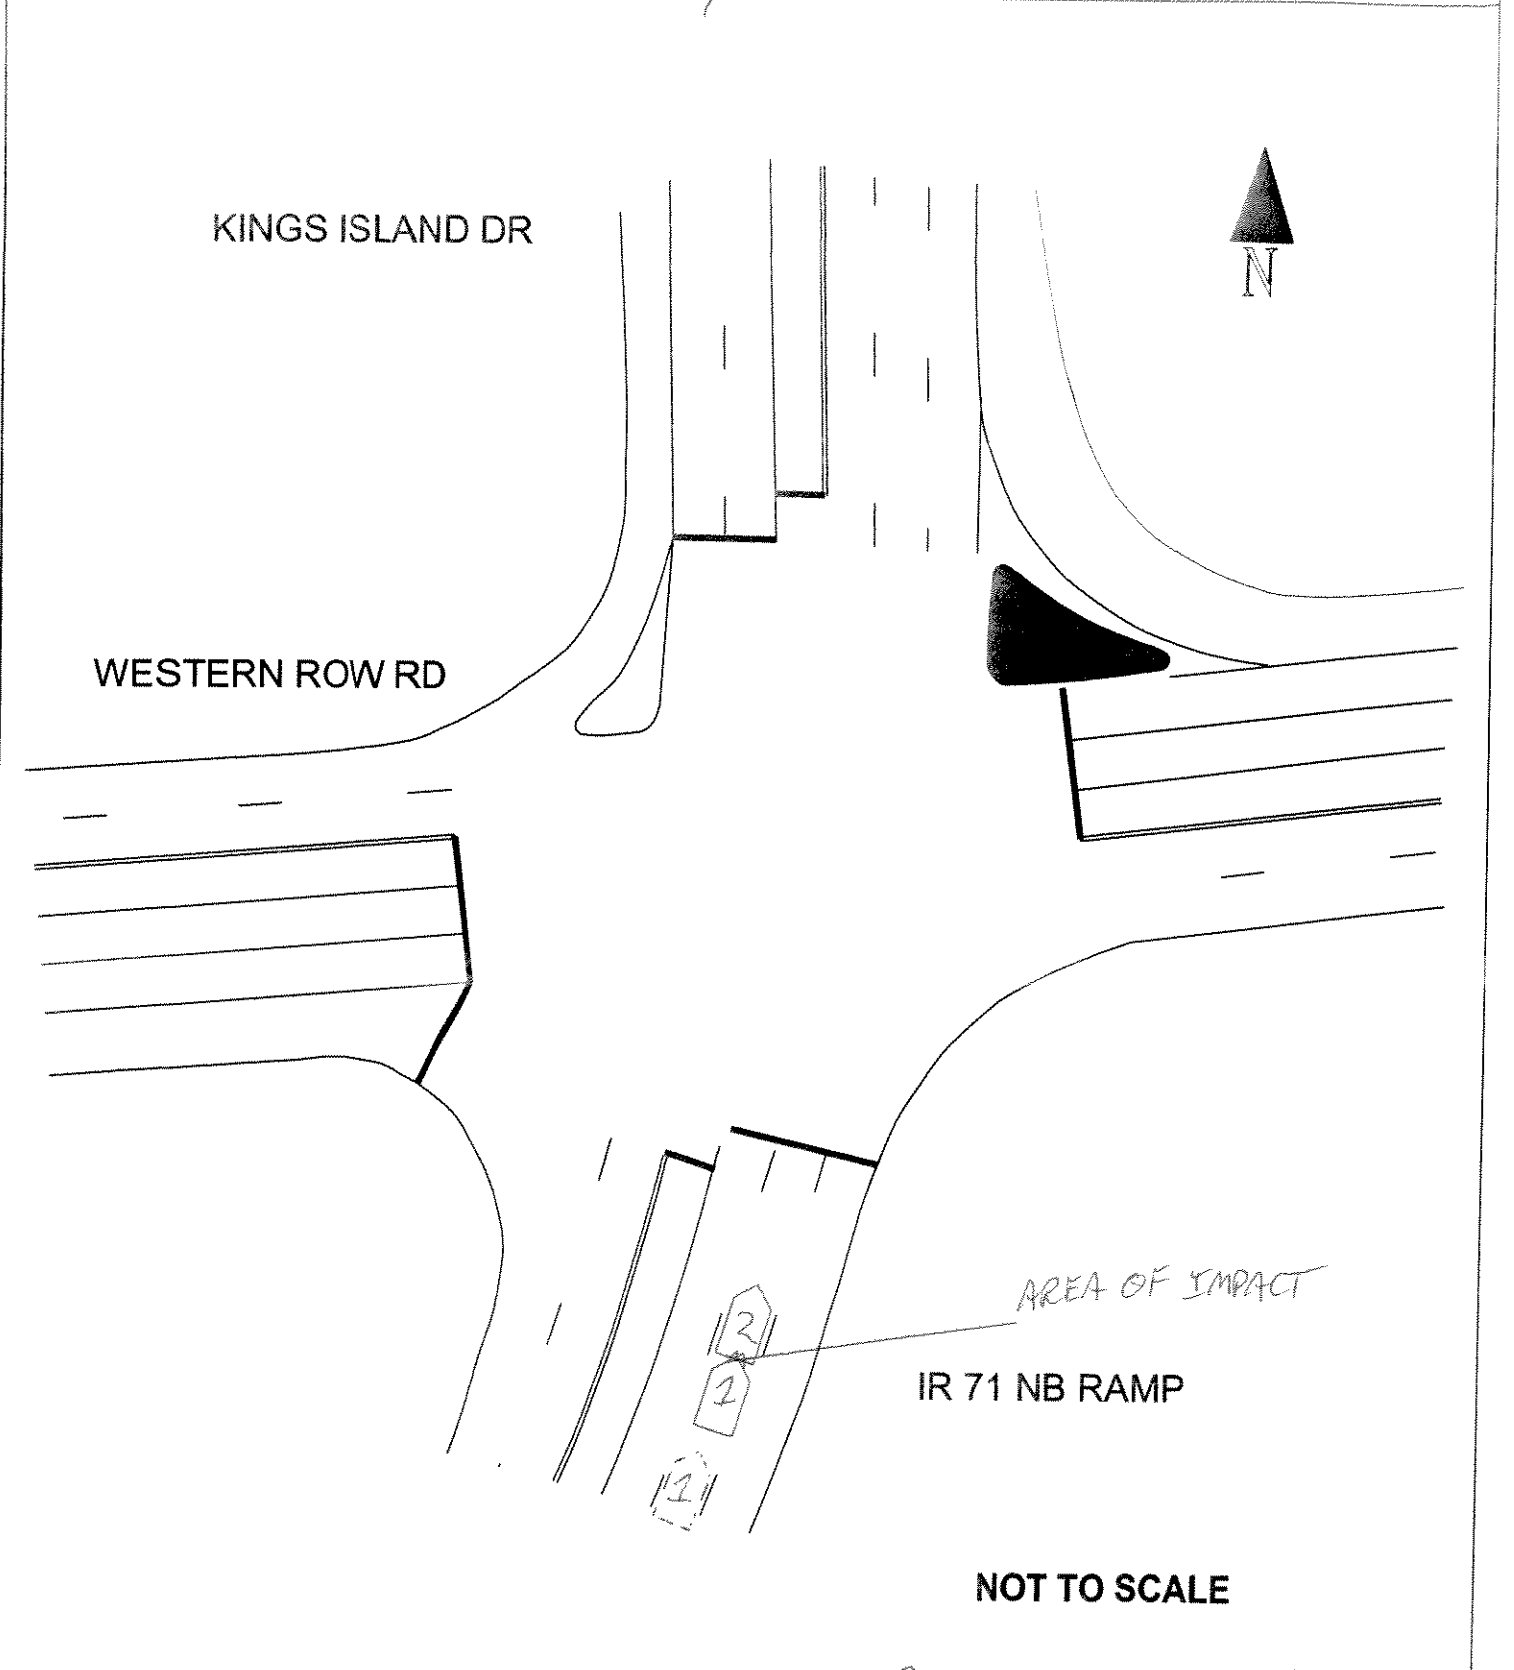 KINGS ISLAND DR
N
WESTERN ROW RD
AREA OF IMPACT
2
1
IR 71 NB RAMP
1
NOT TO SCALE